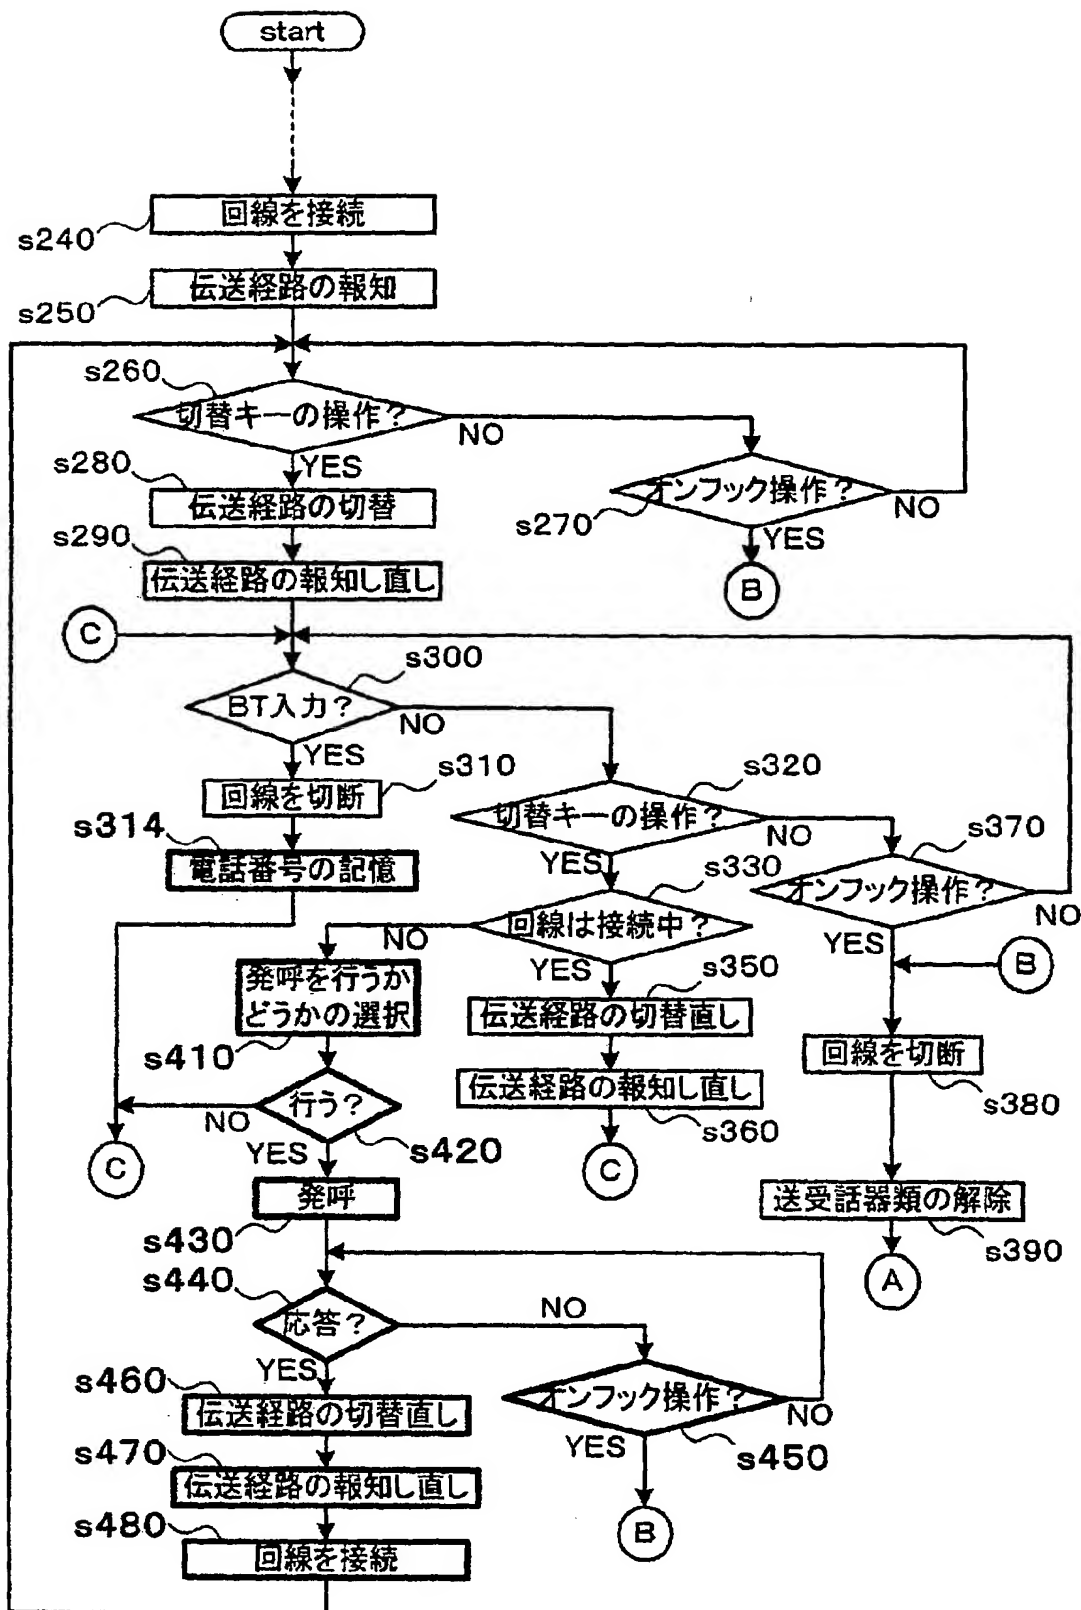 start
回線を接続
s240
伝送経路の報知
s250
s260
切替キーの操作?
NO
YES
s280
オンフック操作?
NO
s270
YES
伝送経路の切替
s290
伝送経路の報知し直し
B
C
s300
BT入力?
NO
YES
s310
回線を切断
s320
切替キーの操作?
NO
s314
電話番号の記憶
YES
s330
s370
オンフック操作?
NO
YES
回線は接続中?
NO
YES
s350
B
発呼を行うか
どうかの選択
s410
伝送経路の切替直し
回線を切断
s380
伝送経路の報知し直し
s360
行う?
NO
YES
s420
C
C
発呼
s430
送受話器類の解除
s390
A
s440
応答?
NO
YES
s460
伝送経路の切替直し
オンフック操作?
NO
YES
s450
s470
伝送経路の報知し直し
s480
回線を接続
B